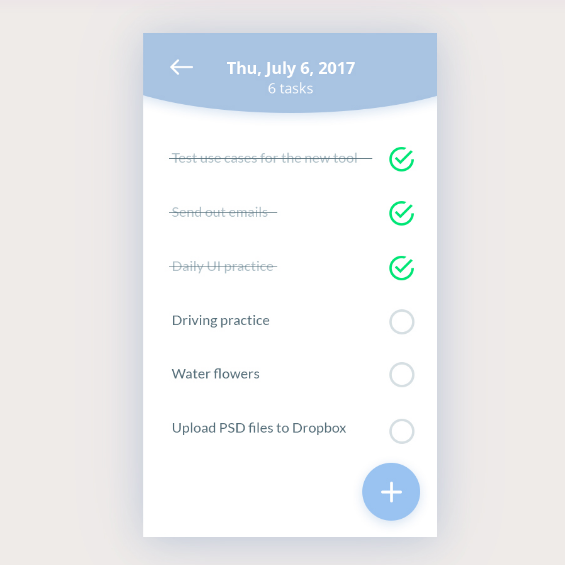 Thu, July 6, 2017
6 tasks
Test use cases for the new tool
Send out emails
Daily UI practice
Driving practice
Water flowers
Upload PSD files to Dropbox